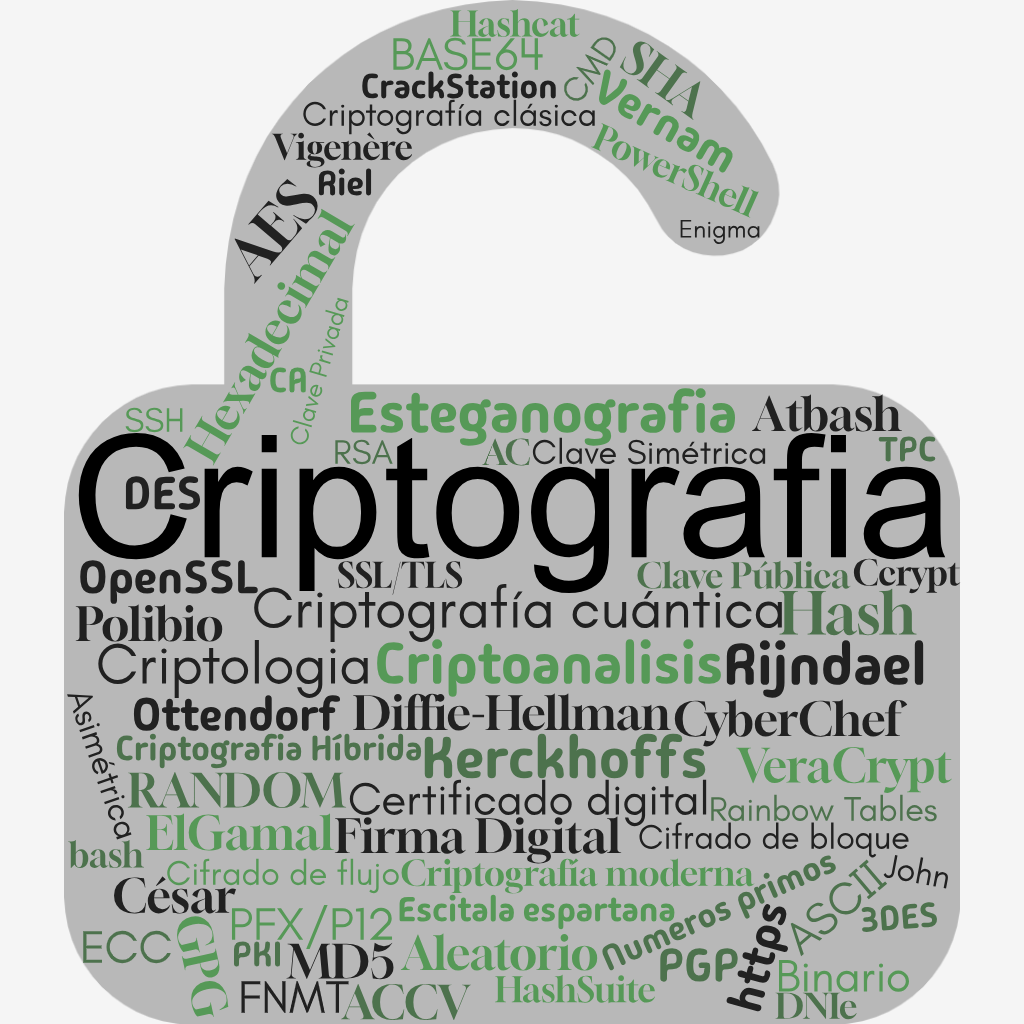 Hashcat
BASE64
CMD
SHA
CrackStation
Vernam
Criptografía clásica
PowerShell
Vigenère
Riel
AES
Enigma
Hexadecimal
Clave Privada
CA
SSH
Esteganografia
Atbash
RSA
AC
Clave Simétrica
TPC
Criptografia
DES
OpenSSL
SSL/TLS
Clave Pública
Ccrypt
Polibio
Criptografía cuántica
Hash
Criptologia
Criptoanalisis
Rijndael
Asimétrica
Ottendorf
Diffie-Hellman
CyberChef
Criptografia Híbrida
Kerckhoffs
VeraCrypt
RANDOM
Certificado digital
Rainbow Tables
ElGamal
Firma Digital
Cifrado de bloque
bash
Cifrado de flujo
Criptografía moderna
Numeros primos
ASCII
John
César
PFX/P12
Escitala espartana
3DES
ECC
GPG
PKI
MD5
Aleatorio
PGP
https
Binario
FNMT
ACCV
HashSuite
DNIe